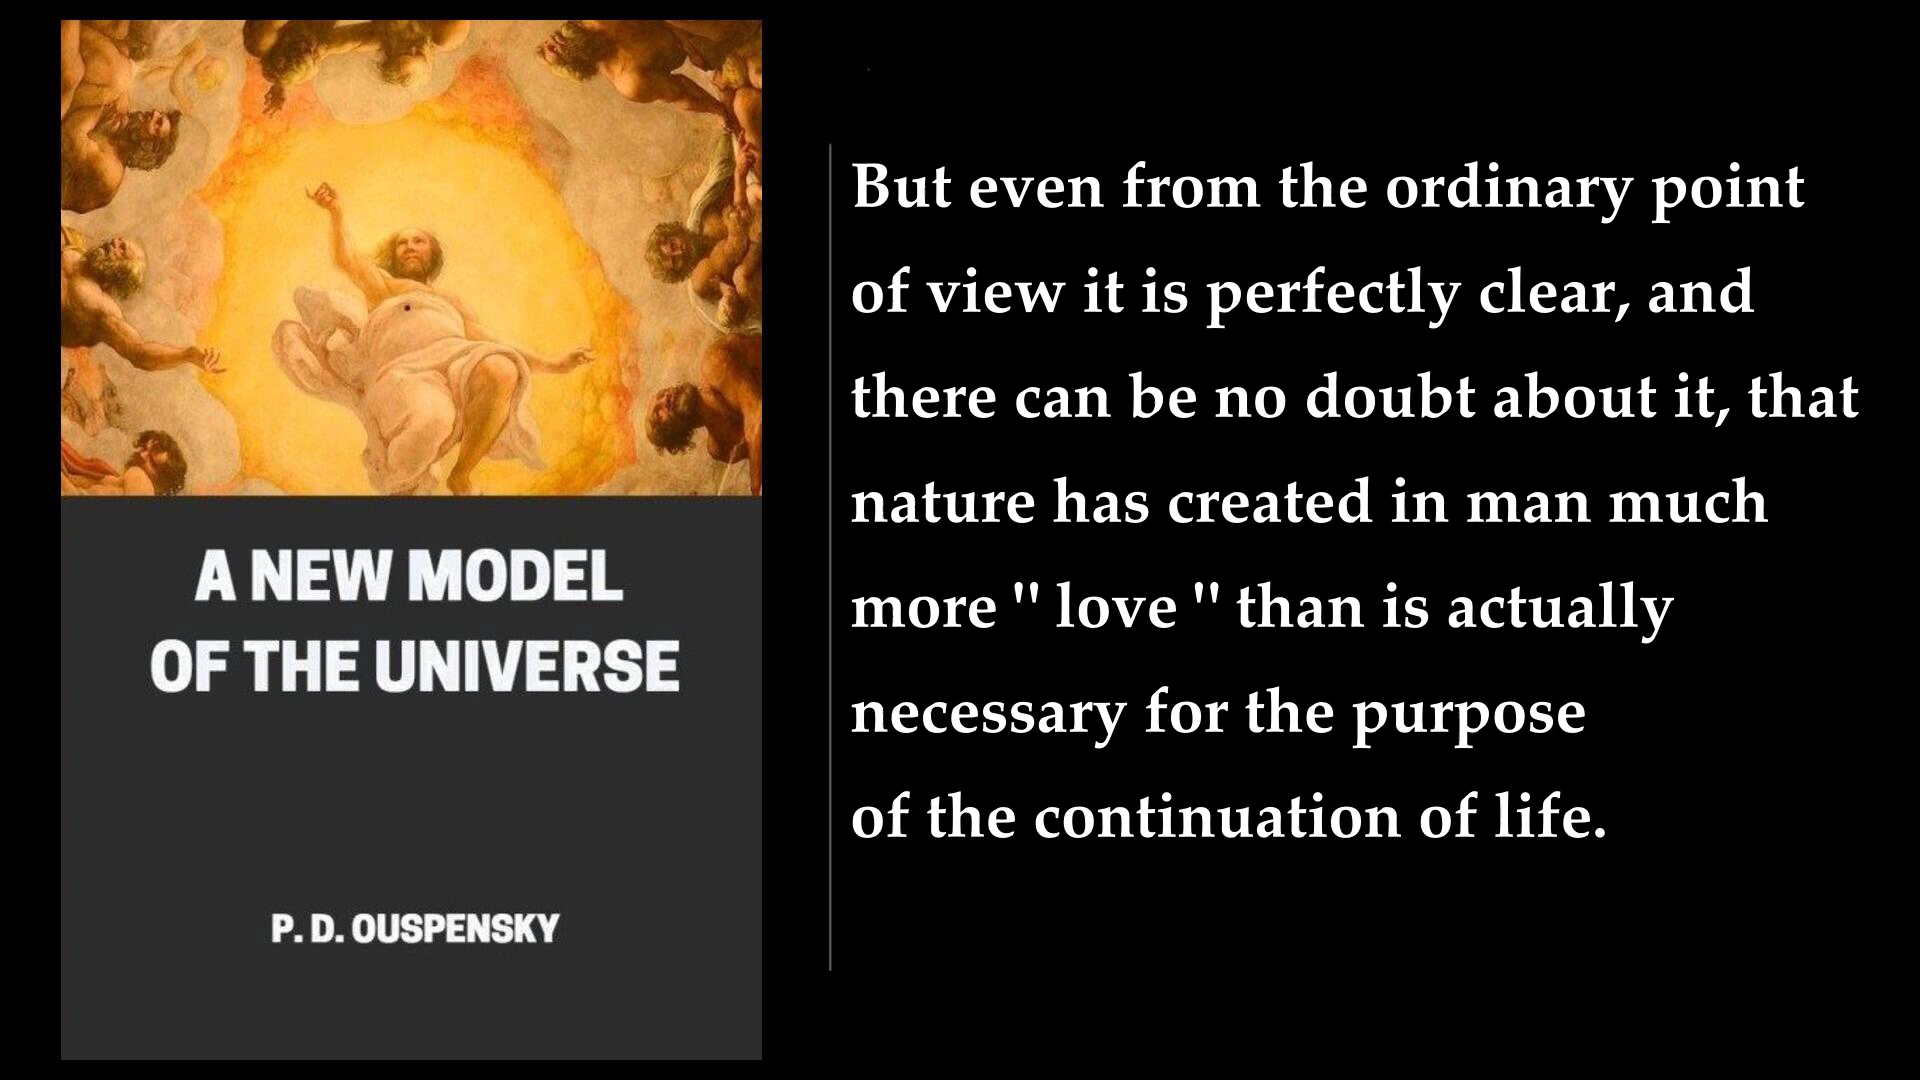 A NEW MODEL
OF THE UNIVERSE
P. D. OUSPENSKY
But even from the ordinary point
of view it is perfectly clear, and
there can be no doubt about it, that
nature has created in man much
more " love " than is actually
necessary for the purpose
of the continuation of life.